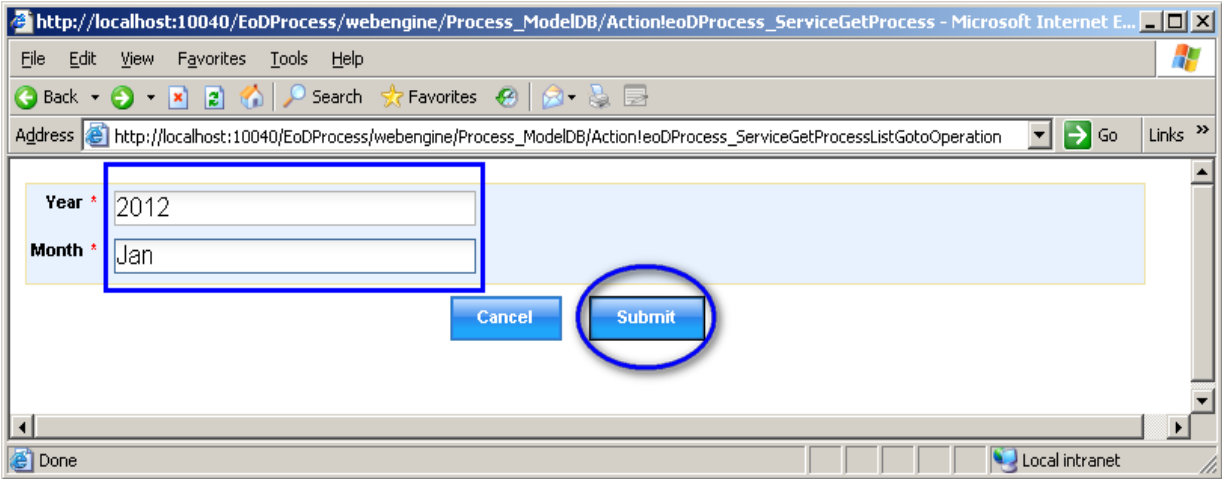 http://localhost:10040/EoDProcess/webengine/Process_ModelDB/Action!eoDProcess_ServiceGetProcess - Microsoft Internet E...
File Edit View Favorites Tools Help
Back Search Favorites
Address http://localhost:10040/EoDProcess/webengine/Process_ModelDB/Action!eoDProcess_ServiceGetProcessListGotoOperation Go Links »
Year * 2012
Month * Jan
Cancel Submit
Done Local intranet